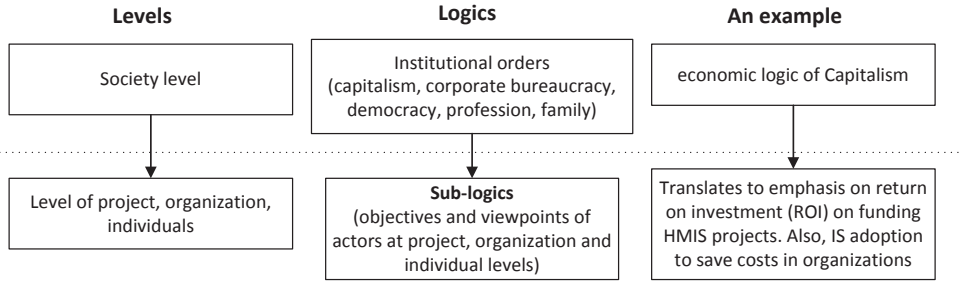 Levels
Logics
An example
Society level
Institutional orders
(capitalism, corporate bureaucracy,
democracy, profession, family)
economic logic of Capitalism
Level of project, organization,
individuals
Sub-logics
(objectives and viewpoints of
actors at project, organization and
individual levels)
Translates to emphasis on return
on investment (ROI) on funding
HMIS projects. Also, IS adoption
to save costs in organizations